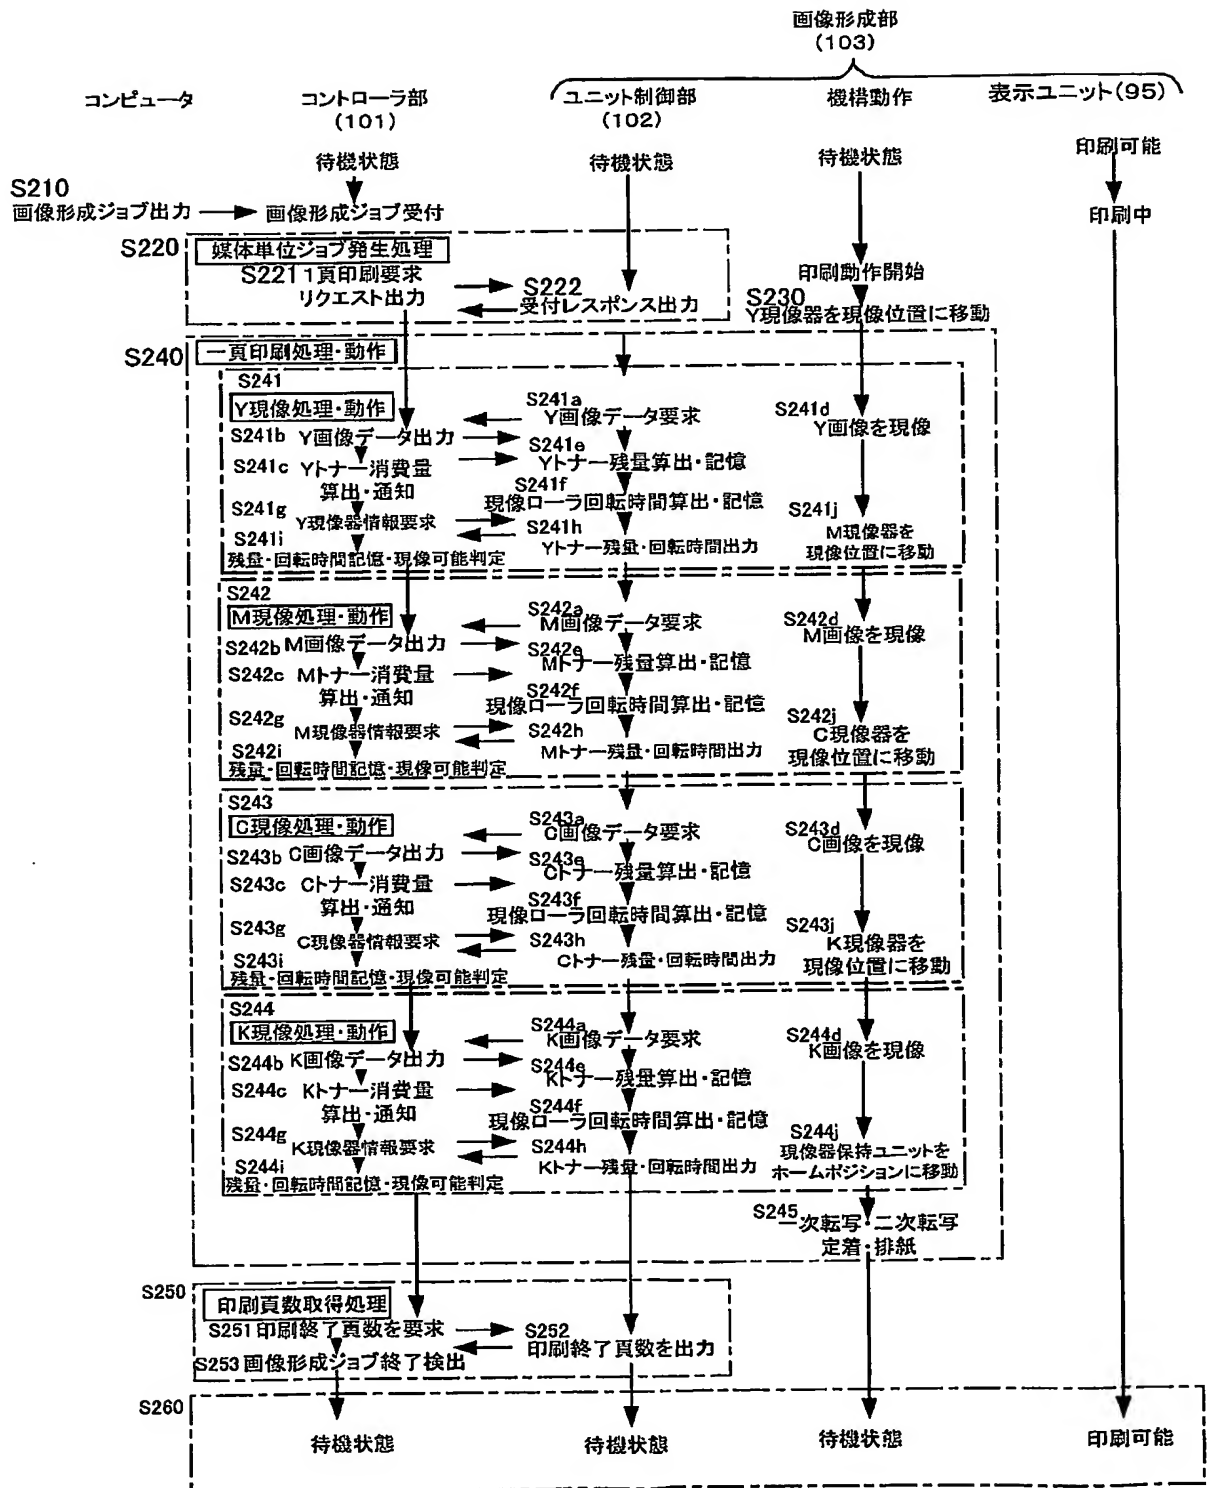 画像形成部
(103)
コンピュータ
コントローラ部
(101)
ユニット制御部
(102)
機構動作
表示ユニット(95)
待機状態
待機状態
待機状態
印刷可能
S210
画像形成ジョブ出力
画像形成ジョブ受付
印刷中
S220
媒体単位ジョブ発生処理
S221 1頁印刷要求
リクエスト出力
S222
受付レスポンス出力
印刷動作開始
S230
Y現像器を現像位置に移動
S240
一頁印刷処理・動作
S241
Y現像処理・動作
S241a
Y画像データ要求
S241d
Y画像を現像
S241b Y画像データ出力
S241e
Yトナー残量算出・記憶
S241c Yトナー消費量
算出・通知
S241f
現像ローラ回転時間算出・記憶
S241g
Y現像器情報要求
S241h
Yトナー残量・回転時間出力
S241j
M現像器を
現像位置に移動
S241i
残量・回転時間記憶・現像可能判定
S242
M現像処理・動作
S242a
M画像データ要求
S242d
M画像を現像
S242b M画像データ出力
S242e
Mトナー残量算出・記憶
S242c Mトナー消費量
算出・通知
S242f
現像ローラ回転時間算出・記憶
S242g
M現像器情報要求
S242h
Mトナー残量・回転時間出力
S242j
C現像器を
現像位置に移動
S242i
残量・回転時間記憶・現像可能判定
S243
C現像処理・動作
S243a
C画像データ要求
S243d
C画像を現像
S243b C画像データ出力
S243e
Cトナー残量算出・記憶
S243c Cトナー消費量
算出・通知
S243f
現像ローラ回転時間算出・記憶
S243g
C現像器情報要求
S243h
Cトナー残量・回転時間出力
S243j
K現像器を
現像位置に移動
S243i
残量・回転時間記憶・現像可能判定
S244
K現像処理・動作
S244a
K画像データ要求
S244d
K画像を現像
S244b K画像データ出力
S244e
Kトナー残量算出・記憶
S244c Kトナー消費量
算出・通知
S244f
現像ローラ回転時間算出・記憶
S244g
K現像器情報要求
S244h
Kトナー残量・回転時間出力
S244j
現像器保持ユニットを
ホームポジションに移動
S244i
残量・回転時間記憶・現像可能判定
S245
一次転写・二次転写
定着・排紙
S250
印刷頁数取得処理
S251 印刷終了頁数を要求
S252
印刷終了頁数を出力
S253 画像形成ジョブ終了検出
S260
待機状態
待機状態
待機状態
印刷可能